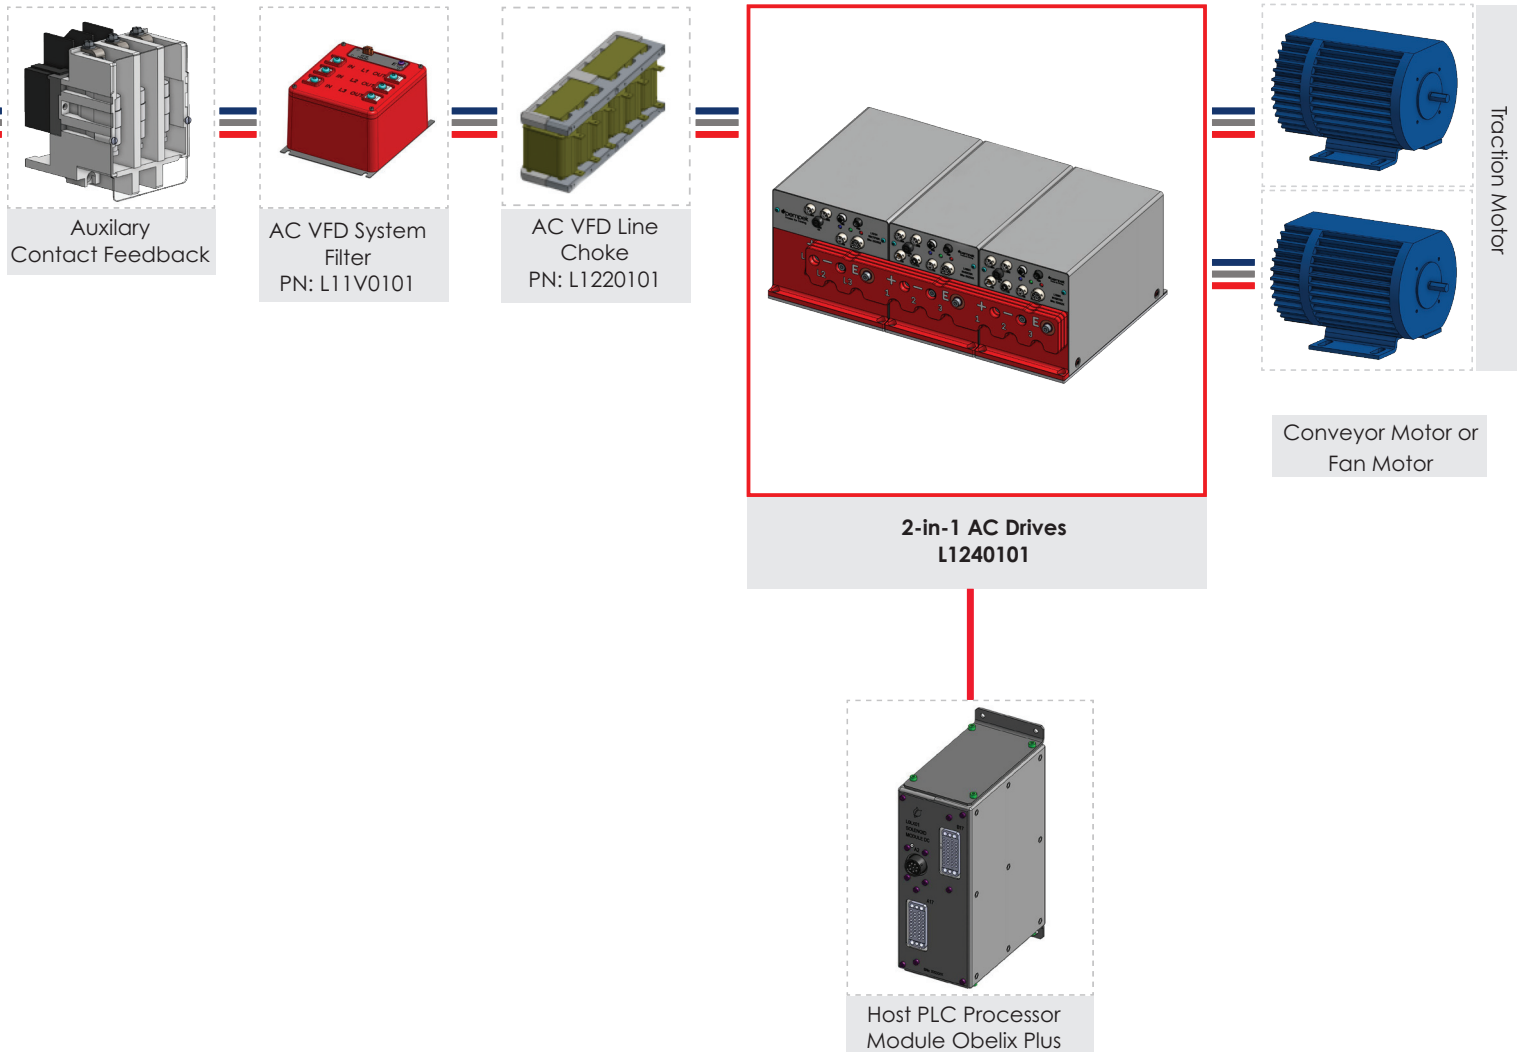 Auxilary
Contact Feedback
AC VFD System
Filter
PN: L11V0101
AC VFD Line
Choke
PN: L1220101
Traction Motor
Conveyor Motor or
Fan Motor
2-in-1 AC Drives
L1240101
Host PLC Processor
Module Obelix Plus